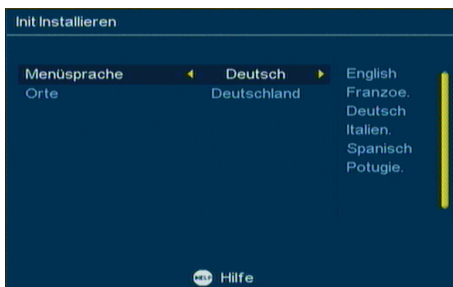 Init Installieren
Menüsprache Deutsch English
Orte Deutschland Franzoe.
Deutsch
Italien.
Spanisch
Potugie.
HELP Hilfe